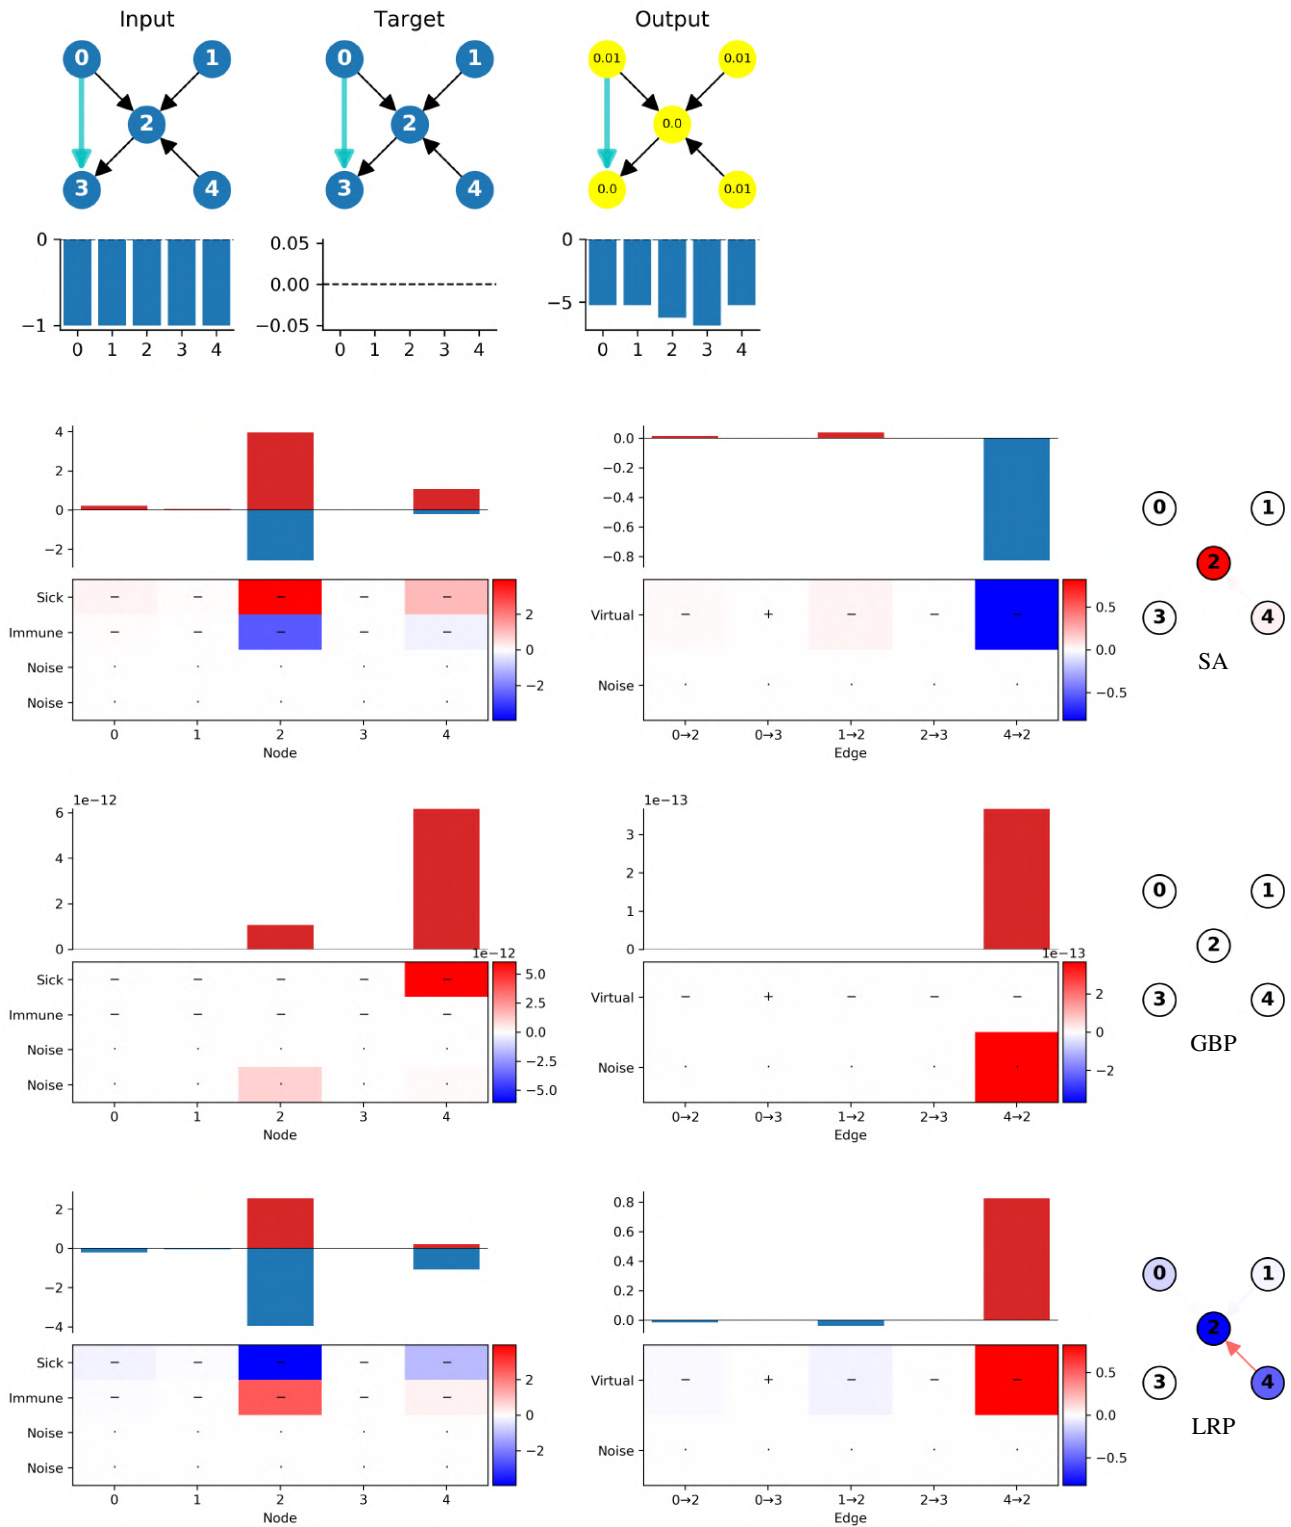 Input Target Output
0 1 0 1 0.01 0.01
2 2 0.0
3 4 3 4 0.0 0.01
0 0.05 0
0.00
−5
−1 −0.05
0 1 2 3 4 0 1 2 3 4 0 1 2 3 4
4
2
0
−2
0.0
−0.2
−0.4
−0.6
−0.8
Sick − − − − −
Immune − − − − −
Noise · · · · ·
Noise · · · · ·
2
0
−2
0 1 2 3 4
Node
Virtual − + − − −
Noise · · · · ·
0.5
0.0
−0.5
0→2 0→3 1→2 2→3 4→2
Edge
0 1
2
3 4
SA
1e−12
6
4
2
0
1e−13
3
2
1
0
1e−12
Sick − − − − −
Immune − − − − −
Noise · · · · ·
Noise · · · · ·
5.0
2.5
0.0
−2.5
−5.0
0 1 2 3 4
Node
1e−13
Virtual − + − − −
Noise · · · · ·
2
0
−2
0→2 0→3 1→2 2→3 4→2
Edge
0 1
2
3 4
GBP
2
0
−2
−4
0.8
0.6
0.4
0.2
0.0
Sick − − − − −
Immune − − − − −
Noise · · · · ·
Noise · · · · ·
2
0
−2
0 1 2 3 4
Node
Virtual − + − − −
Noise · · · · ·
0.5
0.0
−0.5
0→2 0→3 1→2 2→3 4→2
Edge
0 1
2
3 4
LRP